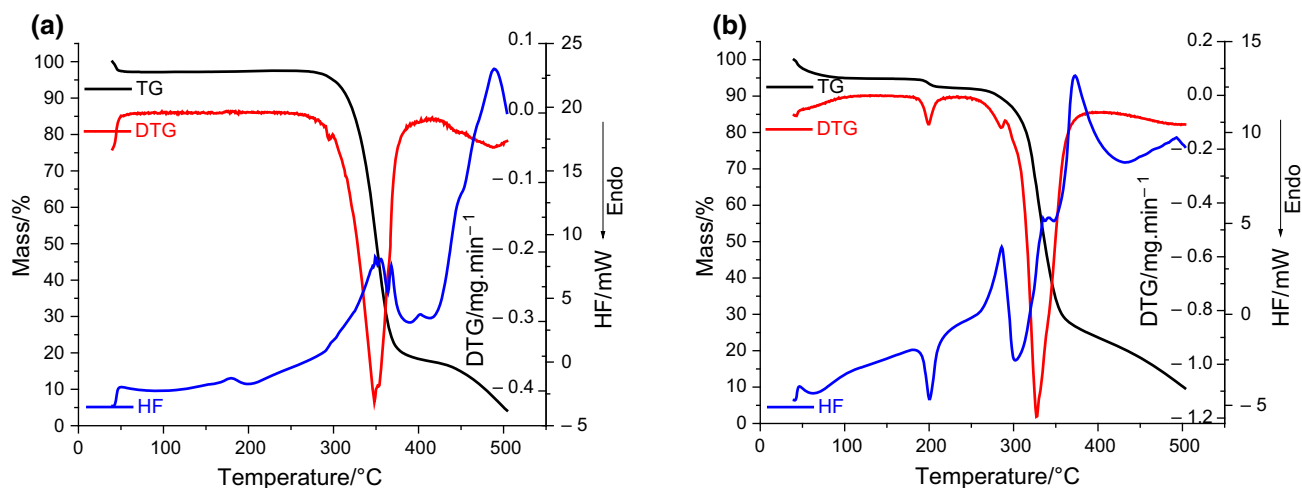 (a)
100
90
80
70
60
50
40
30
20
10
0
Mass/%
TG
DTG
HF
0 100 200 300 400 500
Temperature/°C
0.1
0.0
– 0.1
– 0.2
– 0.3
– 0.4
DTG/mg.min⁻¹
25
20
15
10
5
0
– 5
HF/mW
Endo
(b)
100
90
80
70
60
50
40
30
20
10
0
Mass/%
TG
DTG
HF
0 100 200 300 400 500
Temperature/°C
0.2
0.0
– 0.2
– 0.4
– 0.6
– 0.8
– 1.0
– 1.2
DTG/mg.min⁻¹
15
10
5
0
– 5
HF/mW
Endo